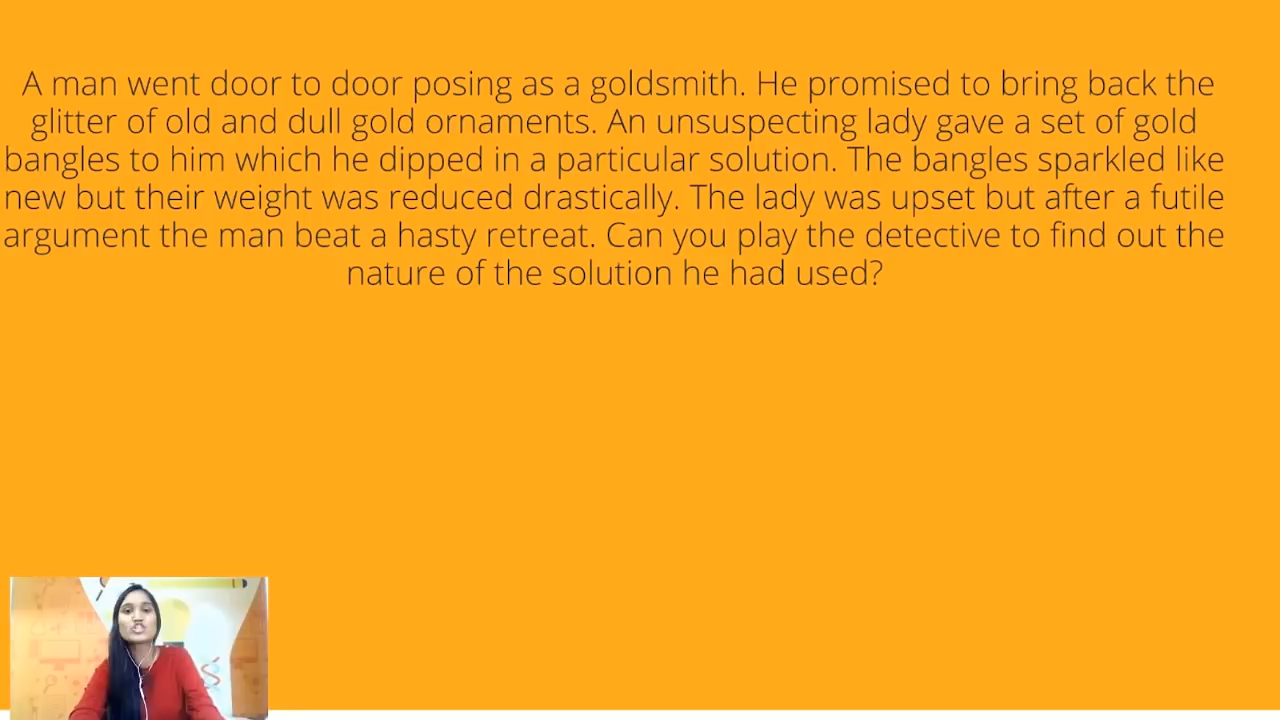 A man went door to door posing as a goldsmith. He promised to bring back the
glitter of old and dull gold ornaments. An unsuspecting lady gave a set of gold
bangles to him which he dipped in a particular solution. The bangles sparkled like
new but their weight was reduced drastically. The lady was upset but after a futile
argument the man beat a hasty retreat. Can you play the detective to find out the
nature of the solution he had used?